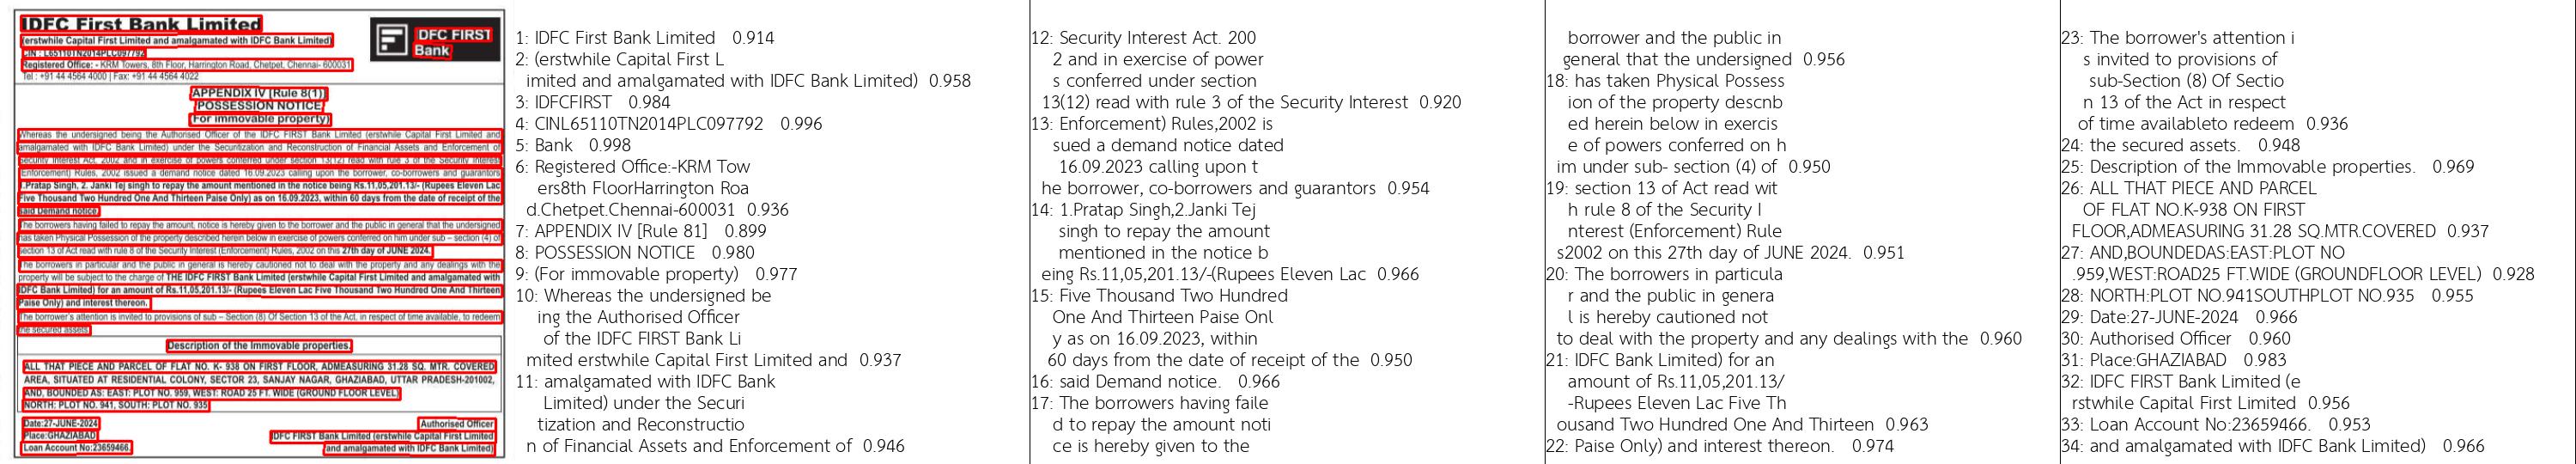 IDFC First Bank Limited
(erstwhile Capital First Limited and amalgamated with IDFC Bank Limited)
CIN : L65110TN2014PLC097792
Registered Office: - KRM Towers, 8th Floor, Harrington Road, Chetpet, Chennai- 600031
Tel : +91 44 4564 4000 | Fax: +91 44 4564 4022
IDFC FIRST
Bank
APPENDIX IV [Rule 8(1)]
POSSESSION NOTICE
(For immovable property)
Whereas the undersigned being the Authorised Officer of the IDFC FIRST Bank Limited (erstwhile Capital First Limited and
amalgamated with IDFC Bank Limited) under the Securitization and Reconstruction of Financial Assets and Enforcement of
Security Interest Act, 2002 and in exercise of powers conferred under section 13(12) read with rule 3 of the Security Interest
(Enforcement) Rules, 2002 issued a demand notice dated 16.09.2023 calling upon the borrower, co-borrowers and guarantors
1.Pratap Singh, 2. Janki Tej singh to repay the amount mentioned in the notice being Rs.11,05,201.13/- (Rupees Eleven Lac
Five Thousand Two Hundred One And Thirteen Paise Only) as on 16.09.2023, within 60 days from the date of receipt of the
said Demand notice.
The borrowers having failed to repay the amount, notice is hereby given to the borrower and the public in general that the undersigned
has taken Physical Possession of the property described herein below in exercise of powers conferred on him under sub – section (4) of
section 13 of Act read with rule 8 of the Security Interest (Enforcement) Rules, 2002 on this 27th day of JUNE 2024.
The borrowers in particular and the public in general is hereby cautioned not to deal with the property and any dealings with the
property will be subject to the charge of THE IDFC FIRST Bank Limited (erstwhile Capital First Limited and amalgamated with
IDFC Bank Limited) for an amount of Rs.11,05,201.13/- (Rupees Eleven Lac Five Thousand Two Hundred One And Thirteen
Paise Only) and interest thereon.
The borrower's attention is invited to provisions of sub – Section (8) Of Section 13 of the Act, in respect of time available, to redeem
the secured assets.
Description of the Immovable properties.
ALL THAT PIECE AND PARCEL OF FLAT NO. K- 938 ON FIRST FLOOR, ADMEASURING 31.28 SQ. MTR. COVERED
AREA, SITUATED AT RESIDENTIAL COLONY, SECTOR 23, SANJAY NAGAR, GHAZIABAD, UTTAR PRADESH-201002,
AND, BOUNDED AS: EAST: PLOT NO. 959, WEST: ROAD 25 FT. WIDE (GROUND FLOOR LEVEL)
NORTH: PLOT NO. 941, SOUTH: PLOT NO. 935
Date:27-JUNE-2024
Place:GHAZIABAD
Loan Account No:23659466.
Authorised Officer
IDFC FIRST Bank Limited (erstwhile Capital First Limited
and amalgamated with IDFC Bank Limited)
1: IDFC First Bank Limited 0.914
2: (erstwhile Capital First L
imited and amalgamated with IDFC Bank Limited) 0.958
3: IDFCFIRST 0.984
4: CINL65110TN2014PLC097792 0.996
5: Bank 0.998
6: Registered Office:-KRM Tow
ers8th FloorHarrington Roa
d.Chetpet.Chennai-600031 0.936
7: APPENDIX IV [Rule 81] 0.899
8: POSSESSION NOTICE 0.980
9: (For immovable property) 0.977
10: Whereas the undersigned be
ing the Authorised Officer
of the IDFC FIRST Bank Li
mited erstwhile Capital First Limited and 0.937
11: amalgamated with IDFC Bank
Limited) under the Securi
tization and Reconstructio
n of Financial Assets and Enforcement of 0.946
12: Security Interest Act. 200
2 and in exercise of power
s conferred under section
13(12) read with rule 3 of the Security Interest 0.920
13: Enforcement) Rules,2002 is
sued a demand notice dated
16.09.2023 calling upon t
he borrower, co-borrowers and guarantors 0.954
14: 1.Pratap Singh,2.Janki Tej
singh to repay the amount
mentioned in the notice b
eing Rs.11,05,201.13/-(Rupees Eleven Lac 0.966
15: Five Thousand Two Hundred
One And Thirteen Paise Onl
y as on 16.09.2023, within
60 days from the date of receipt of the 0.950
16: said Demand notice. 0.966
17: The borrowers having faile
d to repay the amount noti
ce is hereby given to the
borrower and the public in
general that the undersigned 0.956
18: has taken Physical Possess
ion of the property descnb
ed herein below in exercis
e of powers conferred on h
im under sub- section (4) of 0.950
19: section 13 of Act read wit
h rule 8 of the Security I
nterest (Enforcement) Rule
s2002 on this 27th day of JUNE 2024. 0.951
20: The borrowers in particula
r and the public in genera
l is hereby cautioned not
to deal with the property and any dealings with the 0.960
21: IDFC Bank Limited) for an
amount of Rs.11,05,201.13/
-Rupees Eleven Lac Five Th
ousand Two Hundred One And Thirteen 0.963
22: Paise Only) and interest thereon. 0.974
23: The borrower's attention i
s invited to provisions of
sub-Section (8) Of Sectio
n 13 of the Act in respect
of time availableto redeem 0.936
24: the secured assets. 0.948
25: Description of the Immovable properties. 0.969
26: ALL THAT PIECE AND PARCEL
OF FLAT NO.K-938 ON FIRST
FLOOR,ADMEASURING 31.28 SQ.MTR.COVERED 0.937
27: AND,BOUNDEDAS:EAST:PLOT NO
.959,WEST:ROAD25 FT.WIDE (GROUNDFLOOR LEVEL) 0.928
28: NORTH:PLOT NO.941SOUTHPLOT NO.935 0.955
29: Date:27-JUNE-2024 0.966
30: Authorised Officer 0.960
31: Place:GHAZIABAD 0.983
32: IDFC FIRST Bank Limited (e
rstwhile Capital First Limited 0.956
33: Loan Account No:23659466. 0.953
34: and amalgamated with IDFC Bank Limited) 0.966